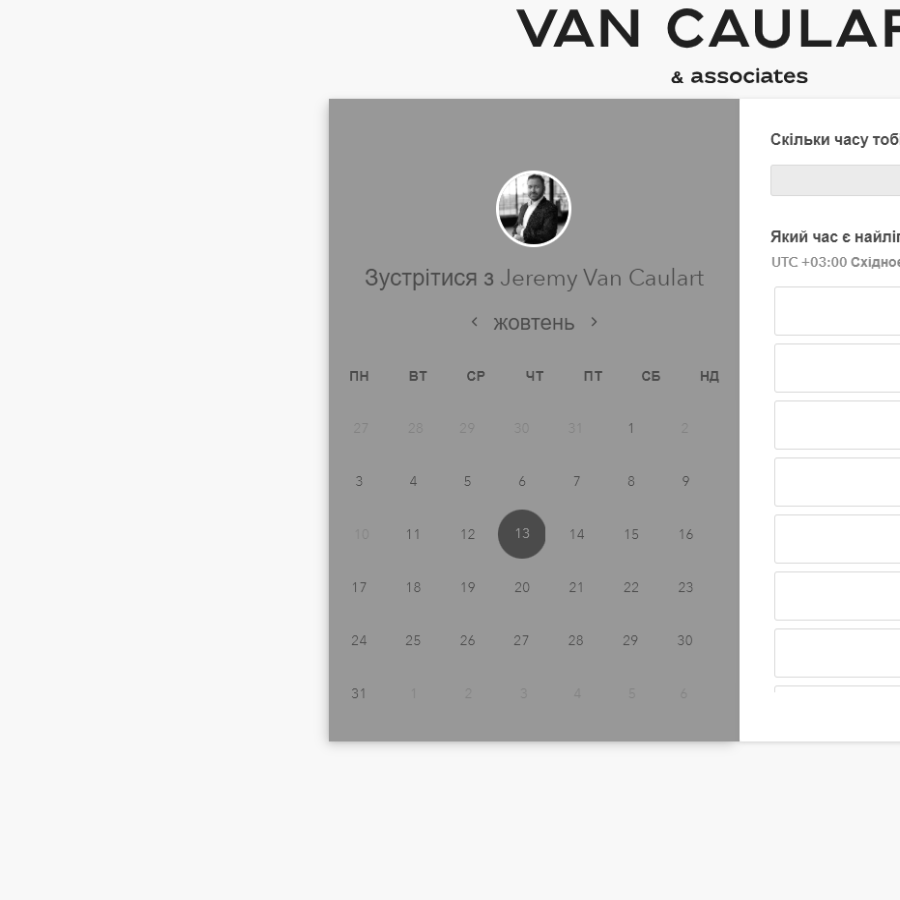 VAN CAULAR
& associates
Скільки часу тоб
Який час є найлі
UTC +03:00 Східно
Зустрітися з Jeremy Van Caulart
жовтень
ПН ВТ СР ЧТ ПТ СБ НД
27 28 29 30 31 1 2
3 4 5 6 7 8 9
10 11 12 13 14 15 16
17 18 19 20 21 22 23
24 25 26 27 28 29 30
31 1 2 3 4 5 6